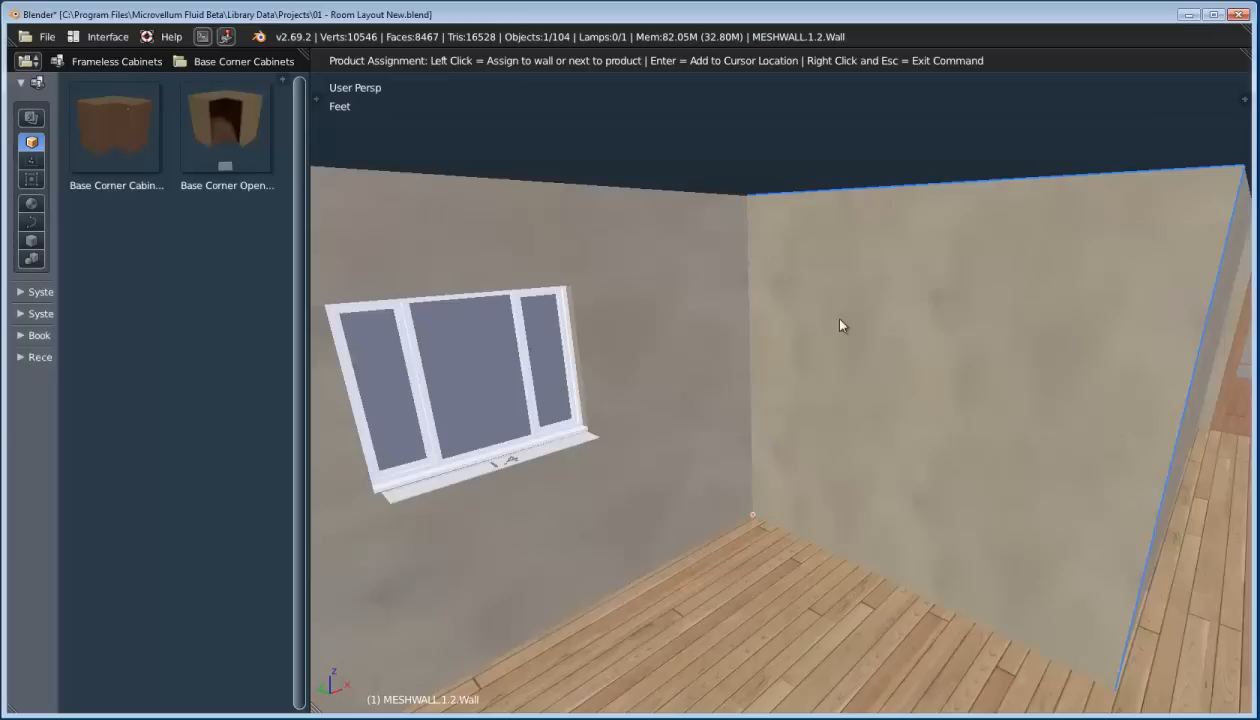 Blender* [C:\Program Files\Microvellum Fluid Beta\Library Data\Projects\01 - Room Layout New.blend]
File Interface Help v2.69.2 | Verts:10546 | Faces:8467 | Tris:16528 | Objects:1/104 | Lamps:0/1 | Mem:82.05M (32.80M) | MESHWALL.1.2.Wall
Frameless Cabinets Base Corner Cabinets Product Assignment: Left Click = Assign to wall or next to product | Enter = Add to Cursor Location | Right Click and Esc = Exit Command
User Persp
Feet
Base Corner Cabin... Base Corner Open...
Syste
Syste
Book
Rece
Z
X
(1) MESHWALL.1.2.Wall